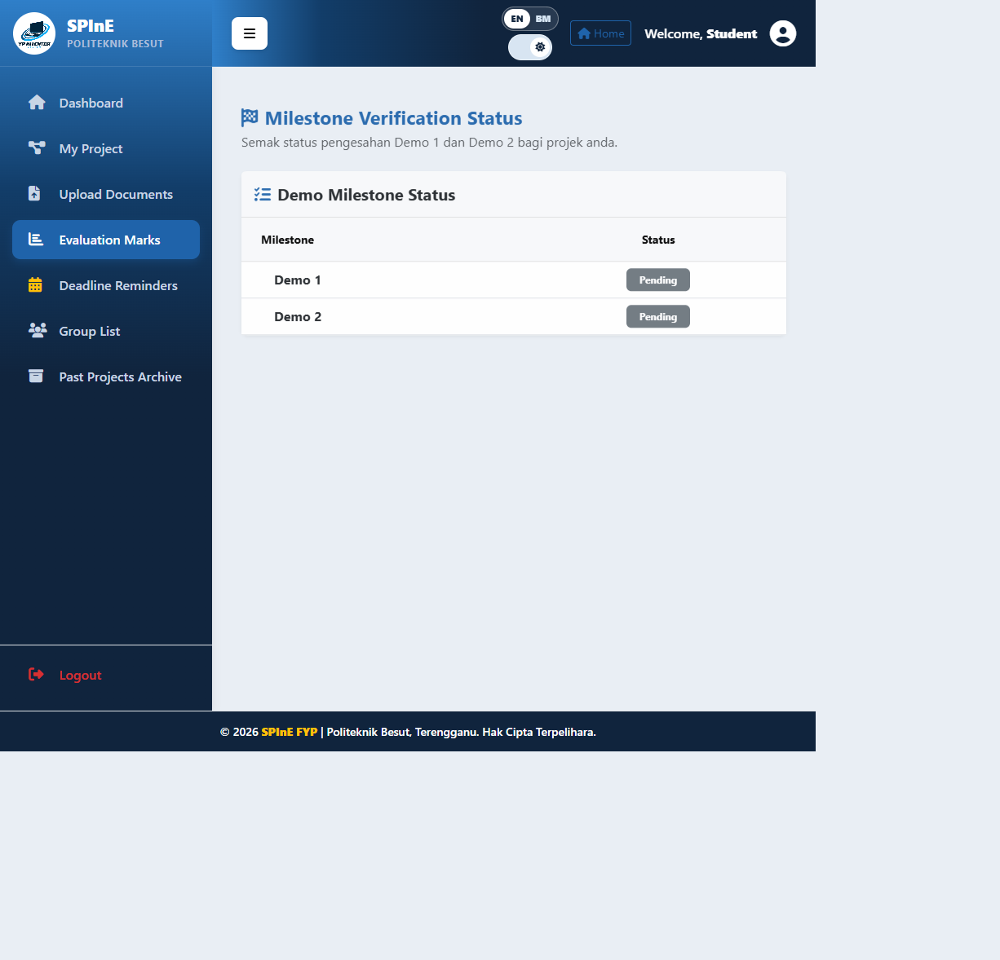 SPInE
POLITEKNIK BESUT
EN BM
Home
Welcome, Student
Dashboard
My Project
Upload Documents
Evaluation Marks
Deadline Reminders
Group List
Past Projects Archive
Logout
Milestone Verification Status
Semak status pengesahan Demo 1 dan Demo 2 bagi projek anda.
Demo Milestone Status
Milestone Status
Demo 1 Pending
Demo 2 Pending
© 2026 SPInE FYP | Politeknik Besut, Terengganu. Hak Cipta Terpelihara.